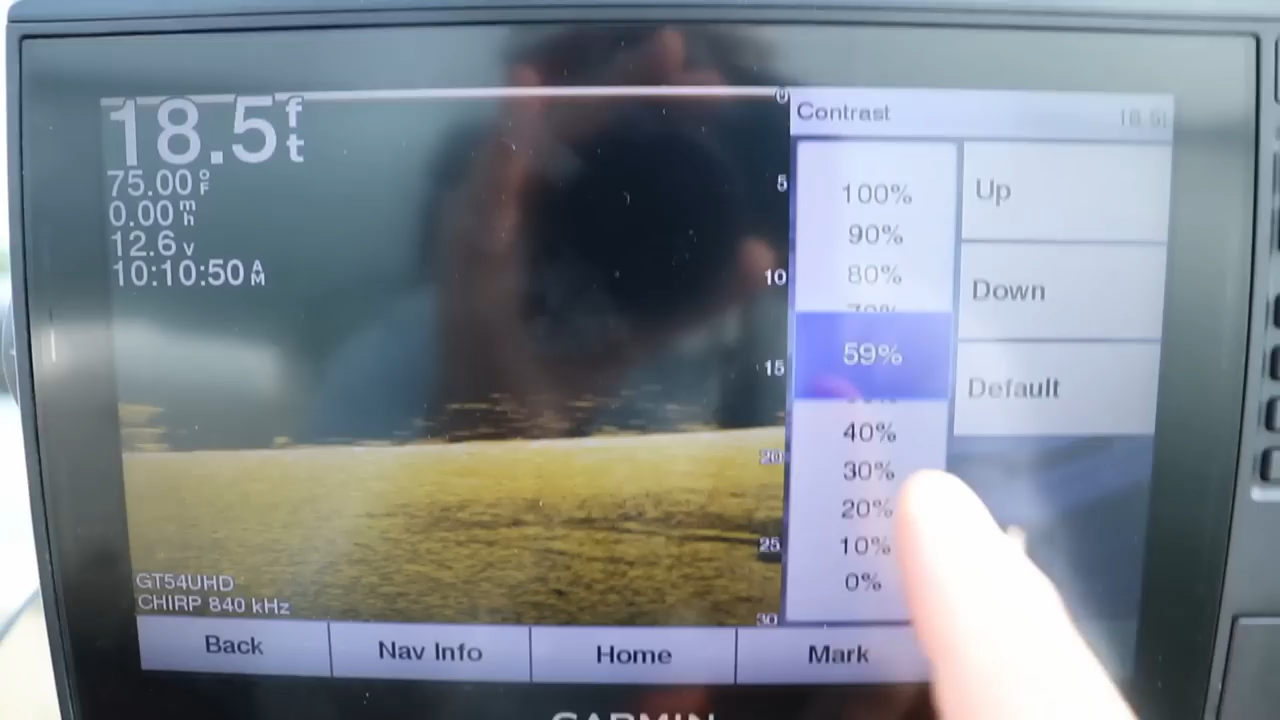 18.5 ft
75.00 °F
0.00 mh
12.6 v
10:10:50 AM
0
5
10
15
20
25
30
GT54UHD
CHIRP 840 kHz
Contrast
100%
90%
80%
70%
59%
40%
30%
20%
10%
0%
Up
Down
Default
Back
Nav Info
Home
Mark
GARMIN